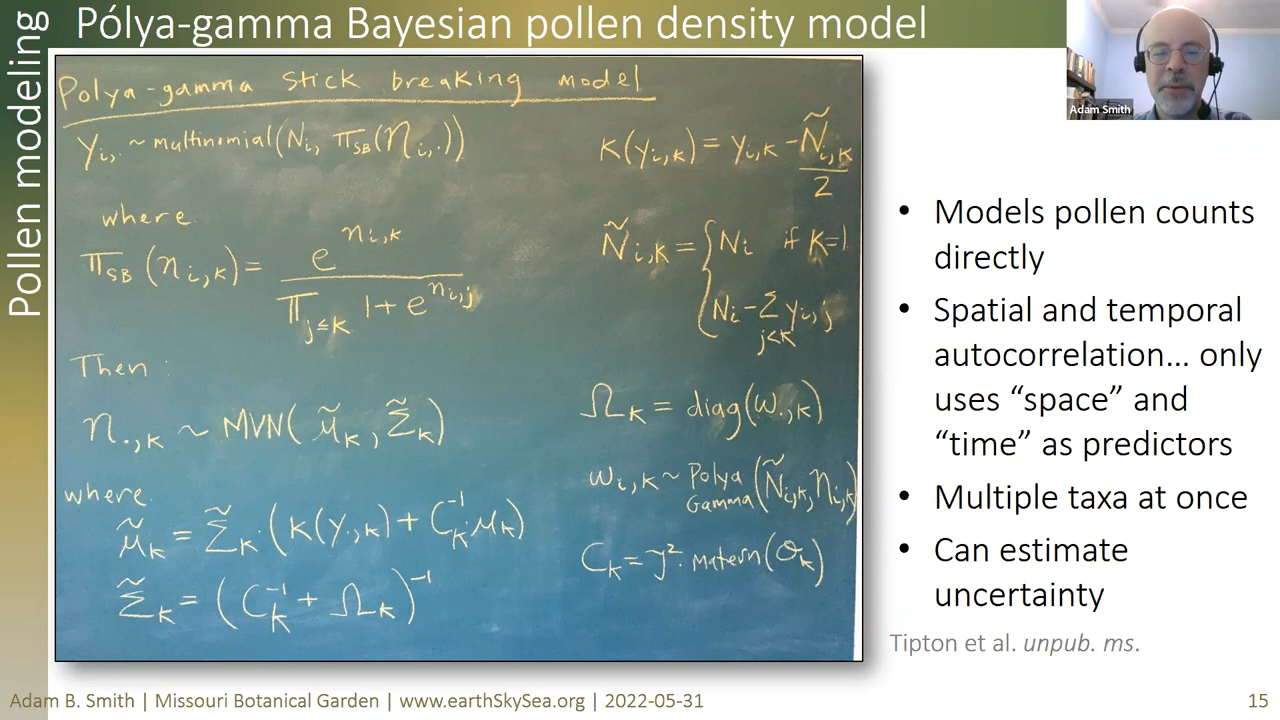 Pólya-gamma Bayesian pollen density model
Pollen modeling
Adam Smith
Polya-gamma stick breaking model
y_{i,.} ~ multinomial(N_i, π_{SB}(η_{i,.}))
where
π_{SB}(η_{i,k}) = e^{η_{i,k}} / ∏_{j≤k} 1+e^{η_{i,j}}
Then:
η_{.,k} ~ MVN(μ̃_k, Σ̃_k)
where
μ̃_k = Σ̃_k·(κ(y_{.,k}) + C_k^{-1}μ_k)
Σ̃_k = (C_k^{-1} + Ω_k)^{-1}
κ(y_{i,k}) = y_{i,k} - Ñ_{i,k}/2
Ñ_{i,k} = { N_i if k=1
N_i - Σ_{j<k} y_{i,j}
Ω_k = diag(ω_{.,k})
ω_{i,k} ~ Polya Gamma(Ñ_{i,k}, η_{i,k})
matern(θ_k)
• Models pollen counts
directly
• Spatial and temporal
autocorrelation... only
uses “space” and
“time” as predictors
• Multiple taxa at once
• Can estimate
uncertainty
Tipton et al. unpub. ms.
Adam B. Smith | Missouri Botanical Garden | www.earthSkySea.org | 2022-05-31
15